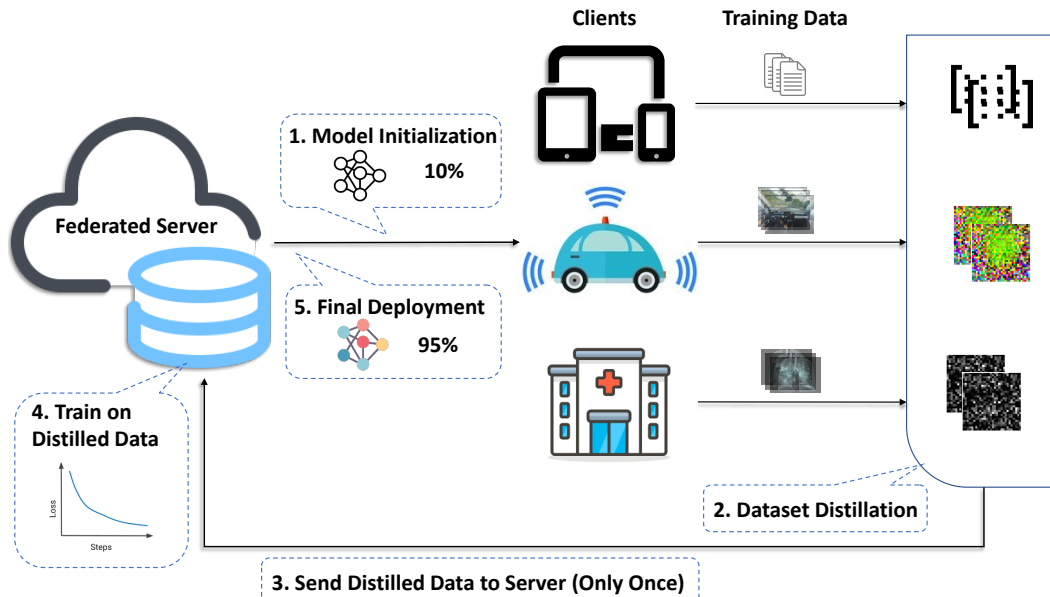 Clients
Training Data
1. Model Initialization
10%
Federated Server
5. Final Deployment
95%
4. Train on
Distilled Data
Loss
Steps
2. Dataset Distillation
3. Send Distilled Data to Server (Only Once)